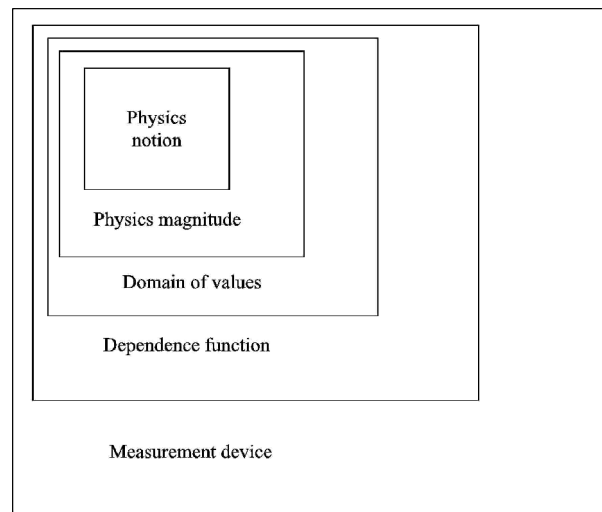 Physics
notion
Physics magnitude
Domain of values
Dependence function
Measurement device